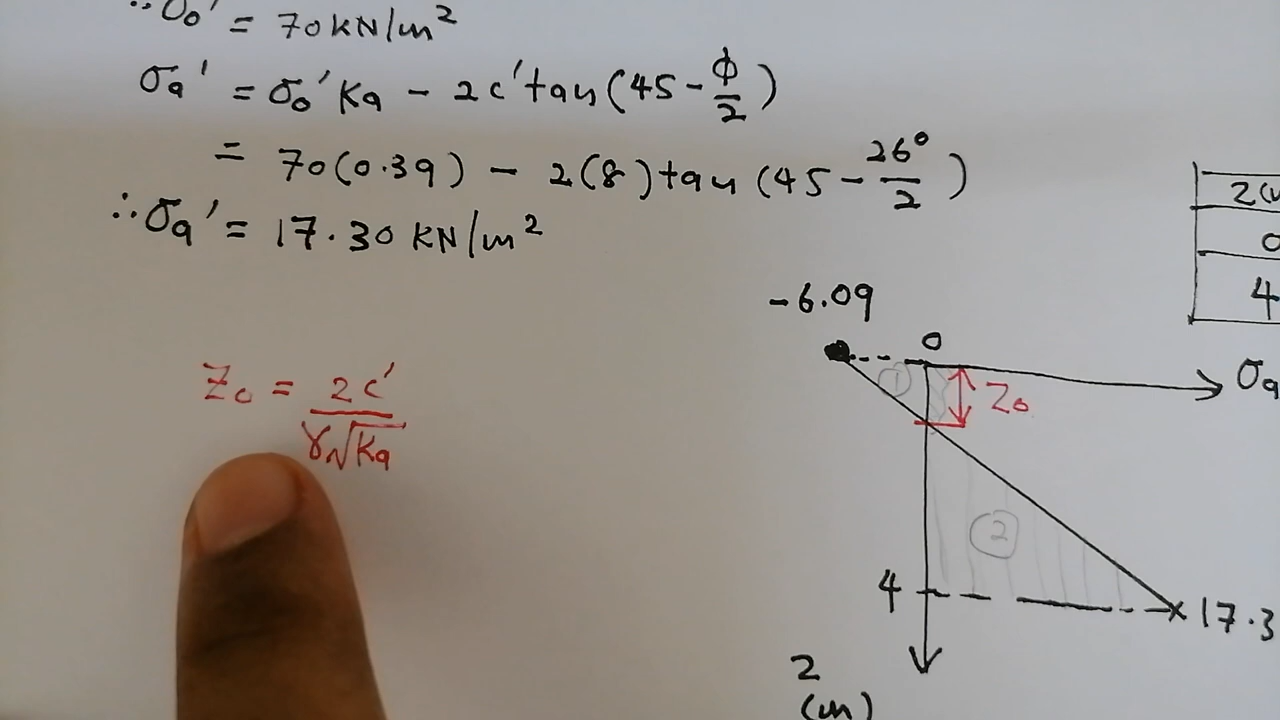 ∴σ₀' = 70 kN/m²
σa' = σ₀'Ka - 2c'tan(45 - ϕ/2)
= 70(0.39) - 2(8)tan(45 - 26°/2)
∴σa' = 17.30 KN/m²
Zc = 2c'/γ√Ka
z(
0
4
-6.09
0
σa
①
Z₀
②
4
17.3
z
(m)